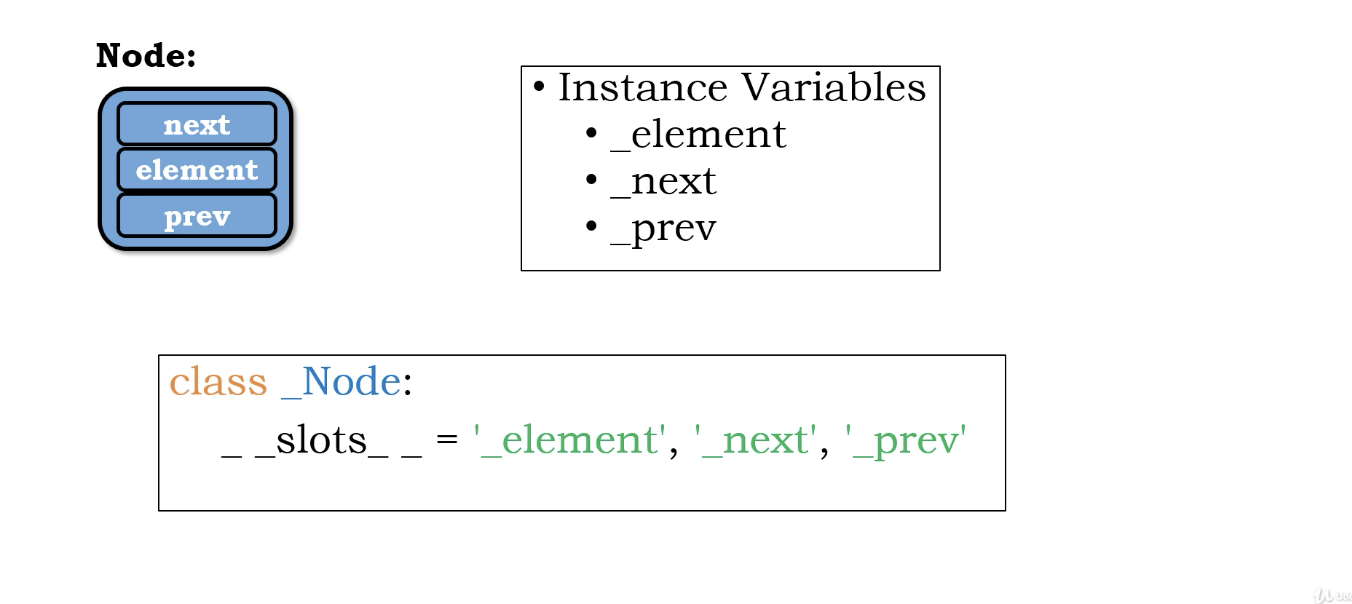 Node:
next
element
prev
• Instance Variables
• _element
• _next
• _prev
class _Node:
_ _slots_ _ = '_element', '_next', '_prev'